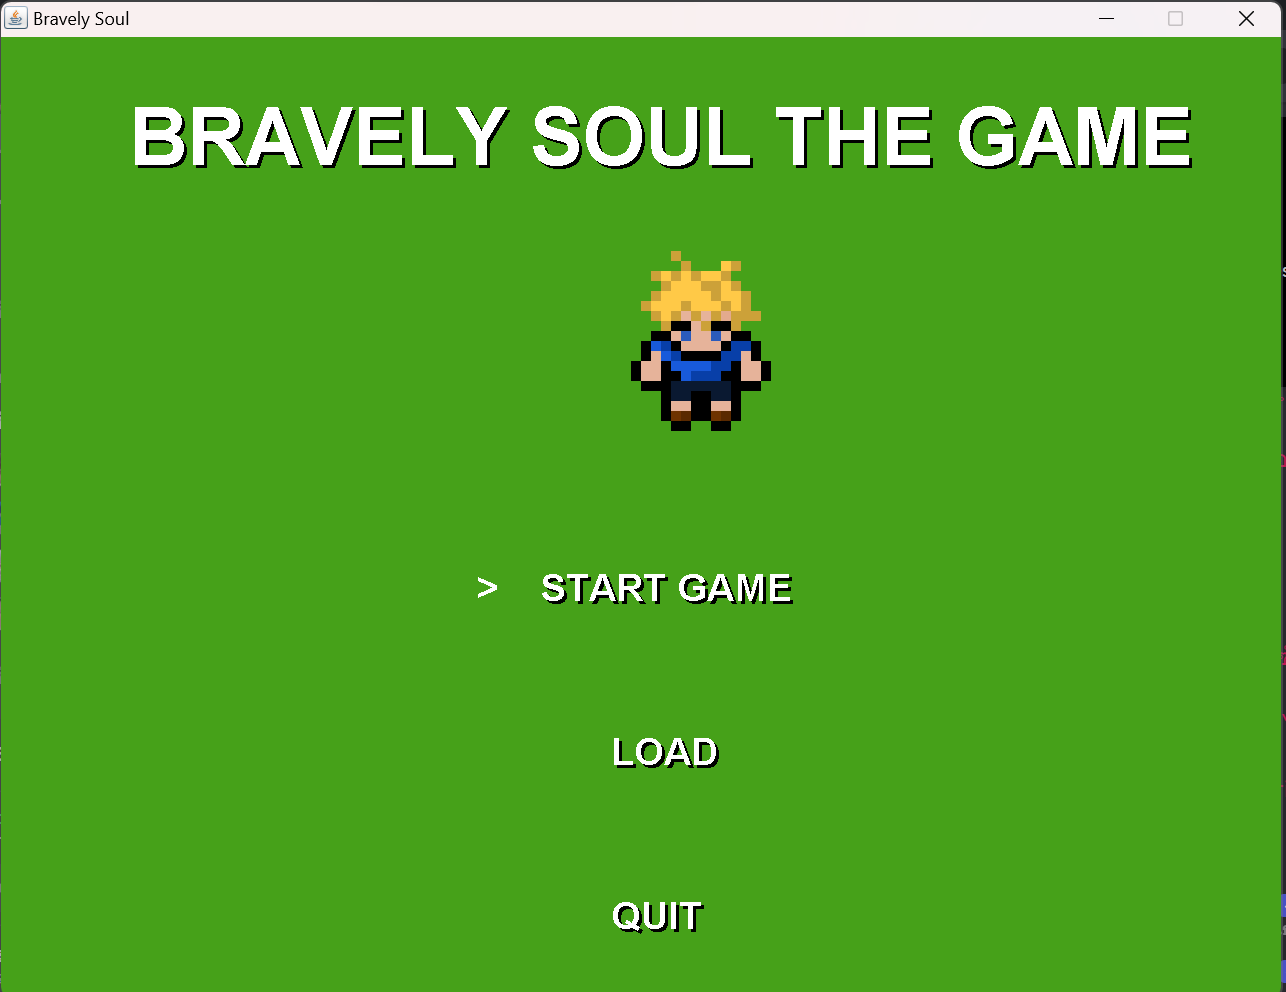 Bravely Soul
BRAVELY SOUL THE GAME
> START GAME
LOAD
QUIT